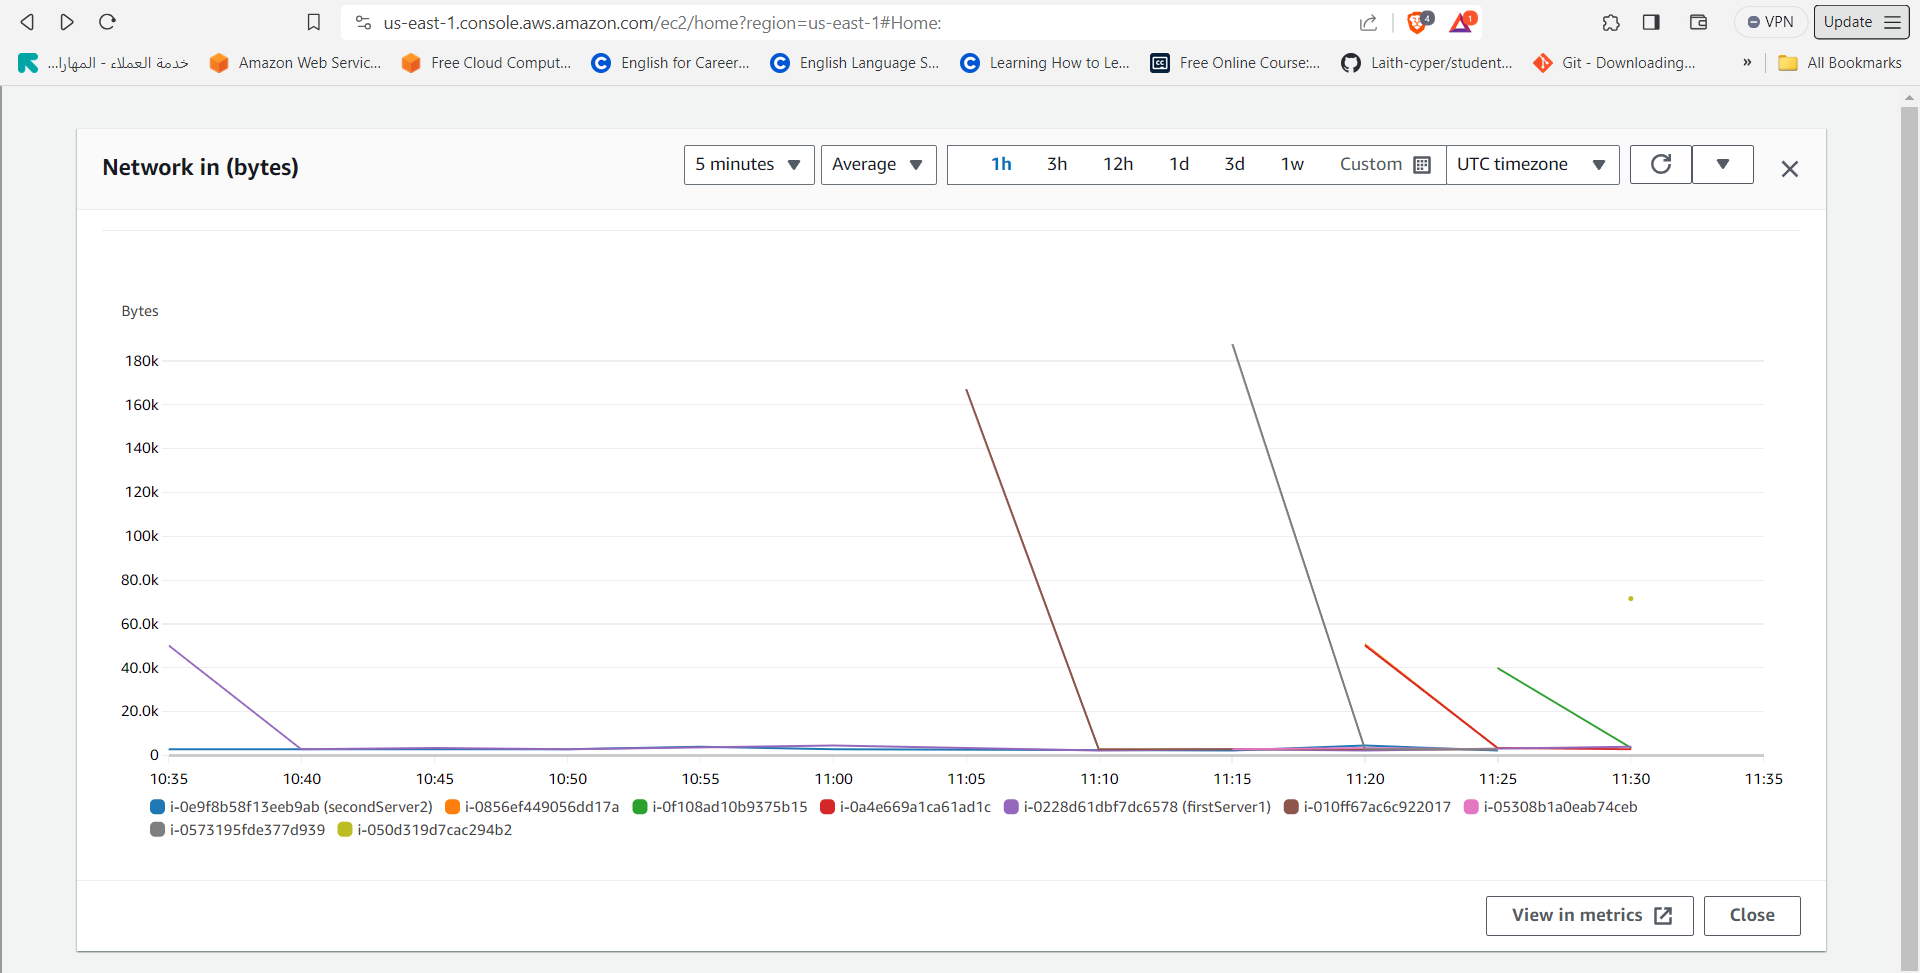 us-east-1.console.aws.amazon.com/ec2/home?region=us-east-1#Home:
4
1
VPN
Update
خدمة العملاء - المهارا...
Amazon Web Servic...
Free Cloud Comput...
English for Career...
English Language S...
Learning How to Le...
Free Online Course:...
Laith-cyper/student...
Git - Downloading...
»
All Bookmarks
Network in (bytes)
5 minutes
Average
1h
3h
12h
1d
3d
1w
Custom
UTC timezone
Bytes
180k
160k
140k
120k
100k
80.0k
60.0k
40.0k
20.0k
0
10:35 10:40 10:45 10:50 10:55 11:00 11:05 11:10 11:15 11:20 11:25 11:30 11:35
i-0e9f8b58f13eeb9ab (secondServer2) i-0856ef449056dd17a i-0f108ad10b9375b15 i-0a4e669a1ca61ad1c i-0228d61dbf7dc6578 (firstServer1) i-010ff67ac6c922017 i-05308b1a0eab74ceb
i-0573195fde377d939 i-050d319d7cac294b2
View in metrics
Close